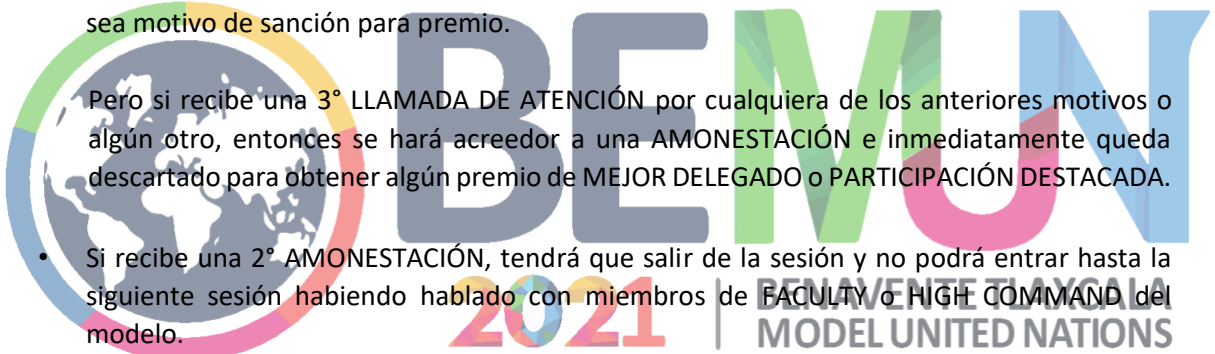 sea motivo de sanción para premio.
Pero si recibe una 3° LLAMADA DE ATENCIÓN por cualquiera de los anteriores motivos o
algún otro, entonces se hará acreedor a una AMONESTACIÓN e inmediatamente queda
descartado para obtener algún premio de MEJOR DELEGADO o PARTICIPACIÓN DESTACADA.
• Si recibe una 2° AMONESTACIÓN, tendrá que salir de la sesión y no podrá entrar hasta la
siguiente sesión habiendo hablado con miembros de FACULTY o HIGH COMMAND del
modelo.
BEMUN
2021 | BENAVENTE TLAXCALA
MODEL UNITED NATIONS